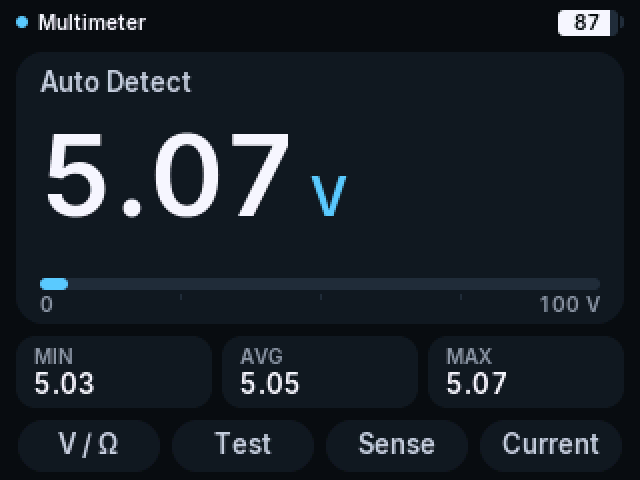 Multimeter
87
Auto Detect
5.07 V
0 100 V
MIN AVG MAX
5.03 5.05 5.07
V / Ω Test Sense Current